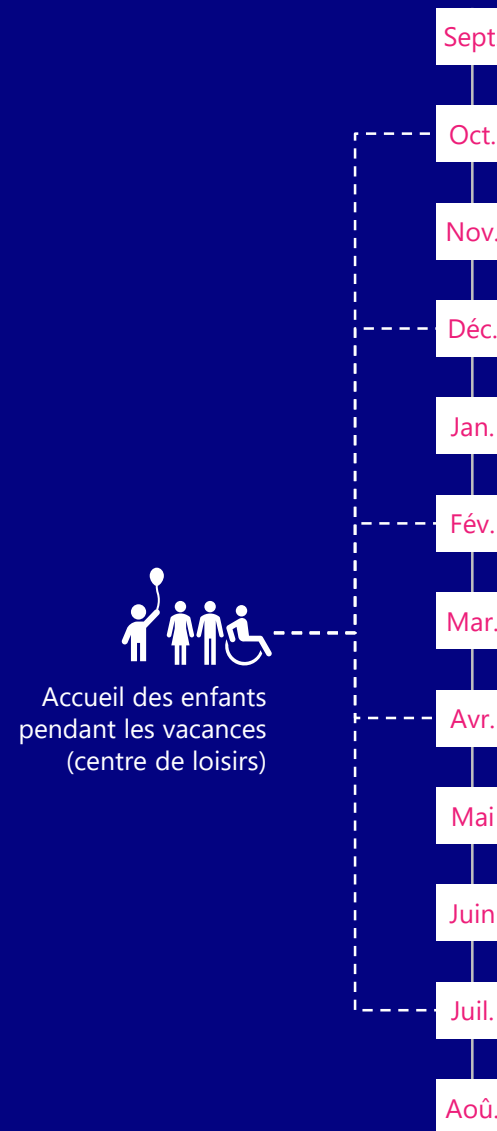 Sept
Oct.
Nov.
Déc.
Jan.
Fév.
Mar.
Accueil des enfants
pendant les vacances
(centre de loisirs)
Avr.
Mai
Juin
Juil.
Aoû.